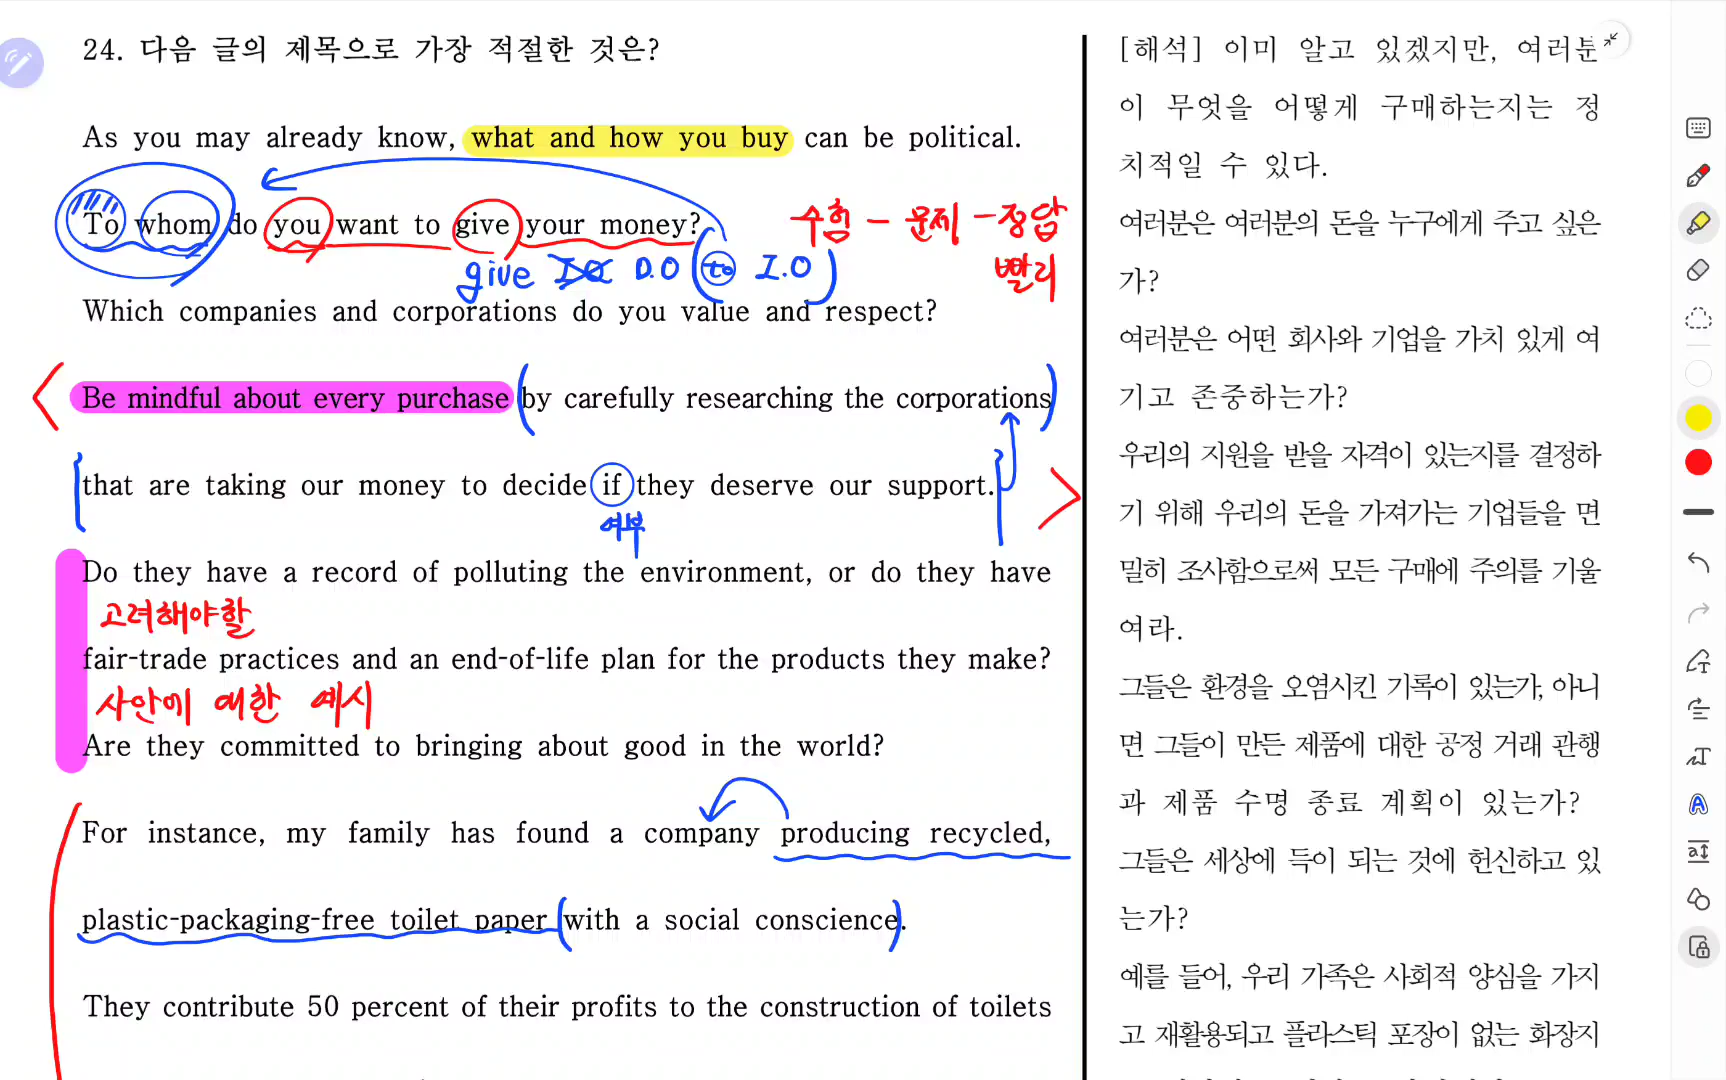 24. 다음 글의 제목으로 가장 적절한 것은?
As you may already know, what and how you buy can be political.
To whom do you want to give your money?
수험 - 문제 - 정답
빨리
give I.O D.O (to I.O)
Which companies and corporations do you value and respect?
Be mindful about every purchase (by carefully researching the corporations)
[that are taking our money to decide if they deserve our support.]
여부
Do they have a record of polluting the environment, or do they have
고려해야할
fair-trade practices and an end-of-life plan for the products they make?
사안에 대한 예시
Are they committed to bringing about good in the world?
For instance, my family has found a company producing recycled,
plastic-packaging-free toilet paper (with a social conscience).
They contribute 50 percent of their profits to the construction of toilets
[해석] 이미 알고 있겠지만, 여러분
이 무엇을 어떻게 구매하는지는 정
치적일 수 있다.
여러분은 여러분의 돈을 누구에게 주고 싶은
가?
여러분은 어떤 회사와 기업을 가치 있게 여
기고 존중하는가?
우리의 지원을 받을 자격이 있는지를 결정하
기 위해 우리의 돈을 가져가는 기업들을 면
밀히 조사함으로써 모든 구매에 주의를 기울
여라.
그들은 환경을 오염시킨 기록이 있는가, 아니
면 그들이 만든 제품에 대한 공정 거래 관행
과 제품 수명 종료 계획이 있는가?
그들은 세상에 득이 되는 것에 헌신하고 있
는가?
예를 들어, 우리 가족은 사회적 양심을 가지
고 재활용되고 플라스틱 포장이 없는 화장지